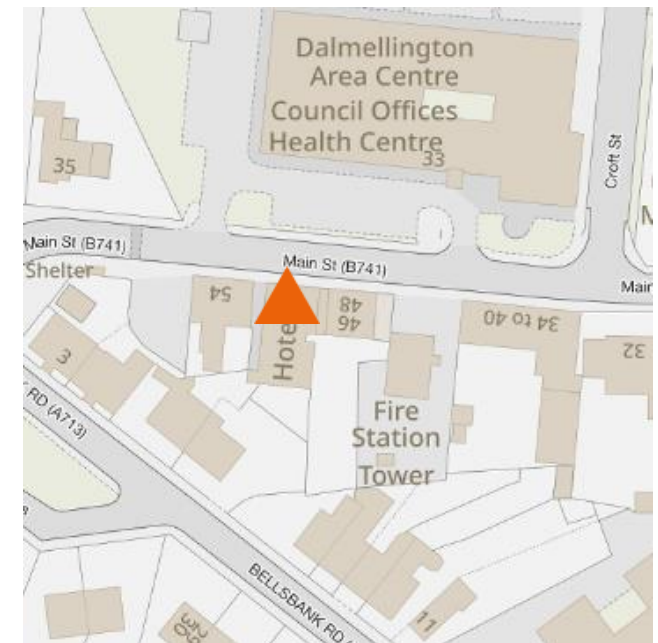 Dalmellington
Area Centre
Council Offices
Health Centre
33
Croft St
35
Main St (B741)
Main St (B741)
Main
Shelter
54
48
46
Hote
34 to 40
32
3
RD (A713)
Fire
Station
Tower
BELLSBANK RD
11